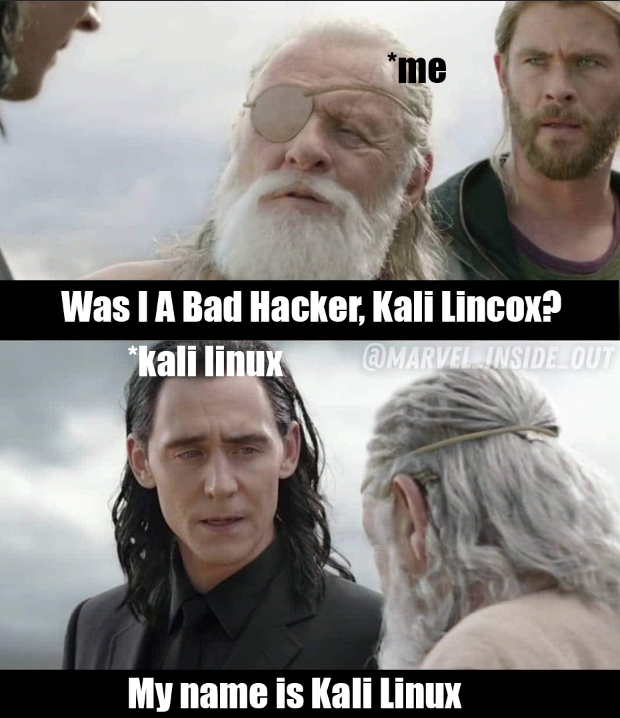 *me
Was I A Bad Hacker, Kali Lincox?
*kali linux
@MARVEL_INSIDE_OUT
My name is Kali Linux